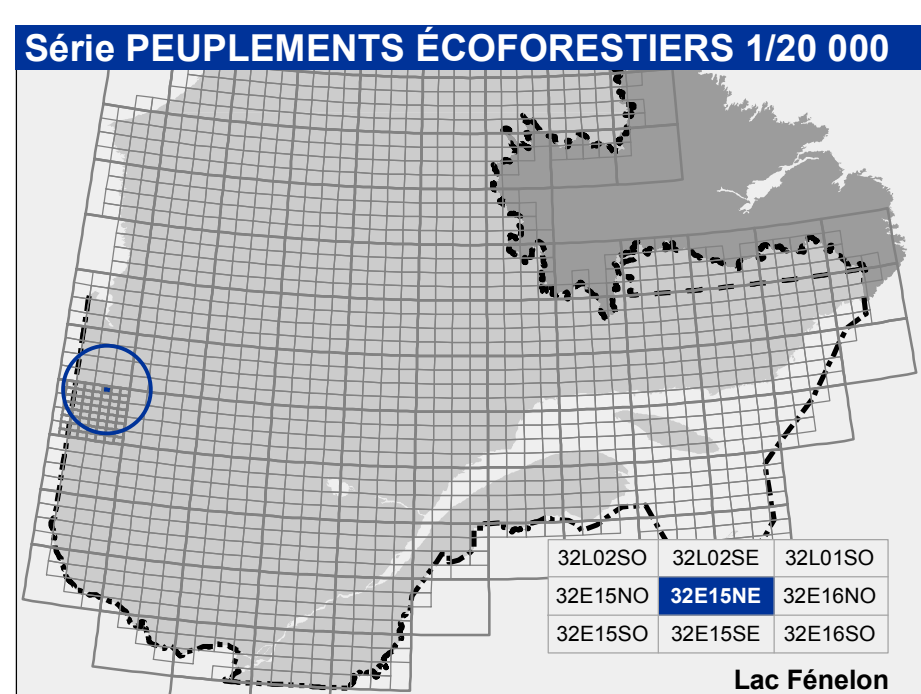 Série PEUPLEMENTS ÉCOFORESTIERS 1/20 000
32L02SO 32L02SE 32L01SO
32E15NO 32E15NE 32E16NO
32E15SO 32E15SE 32E16SO
Lac Fénelon